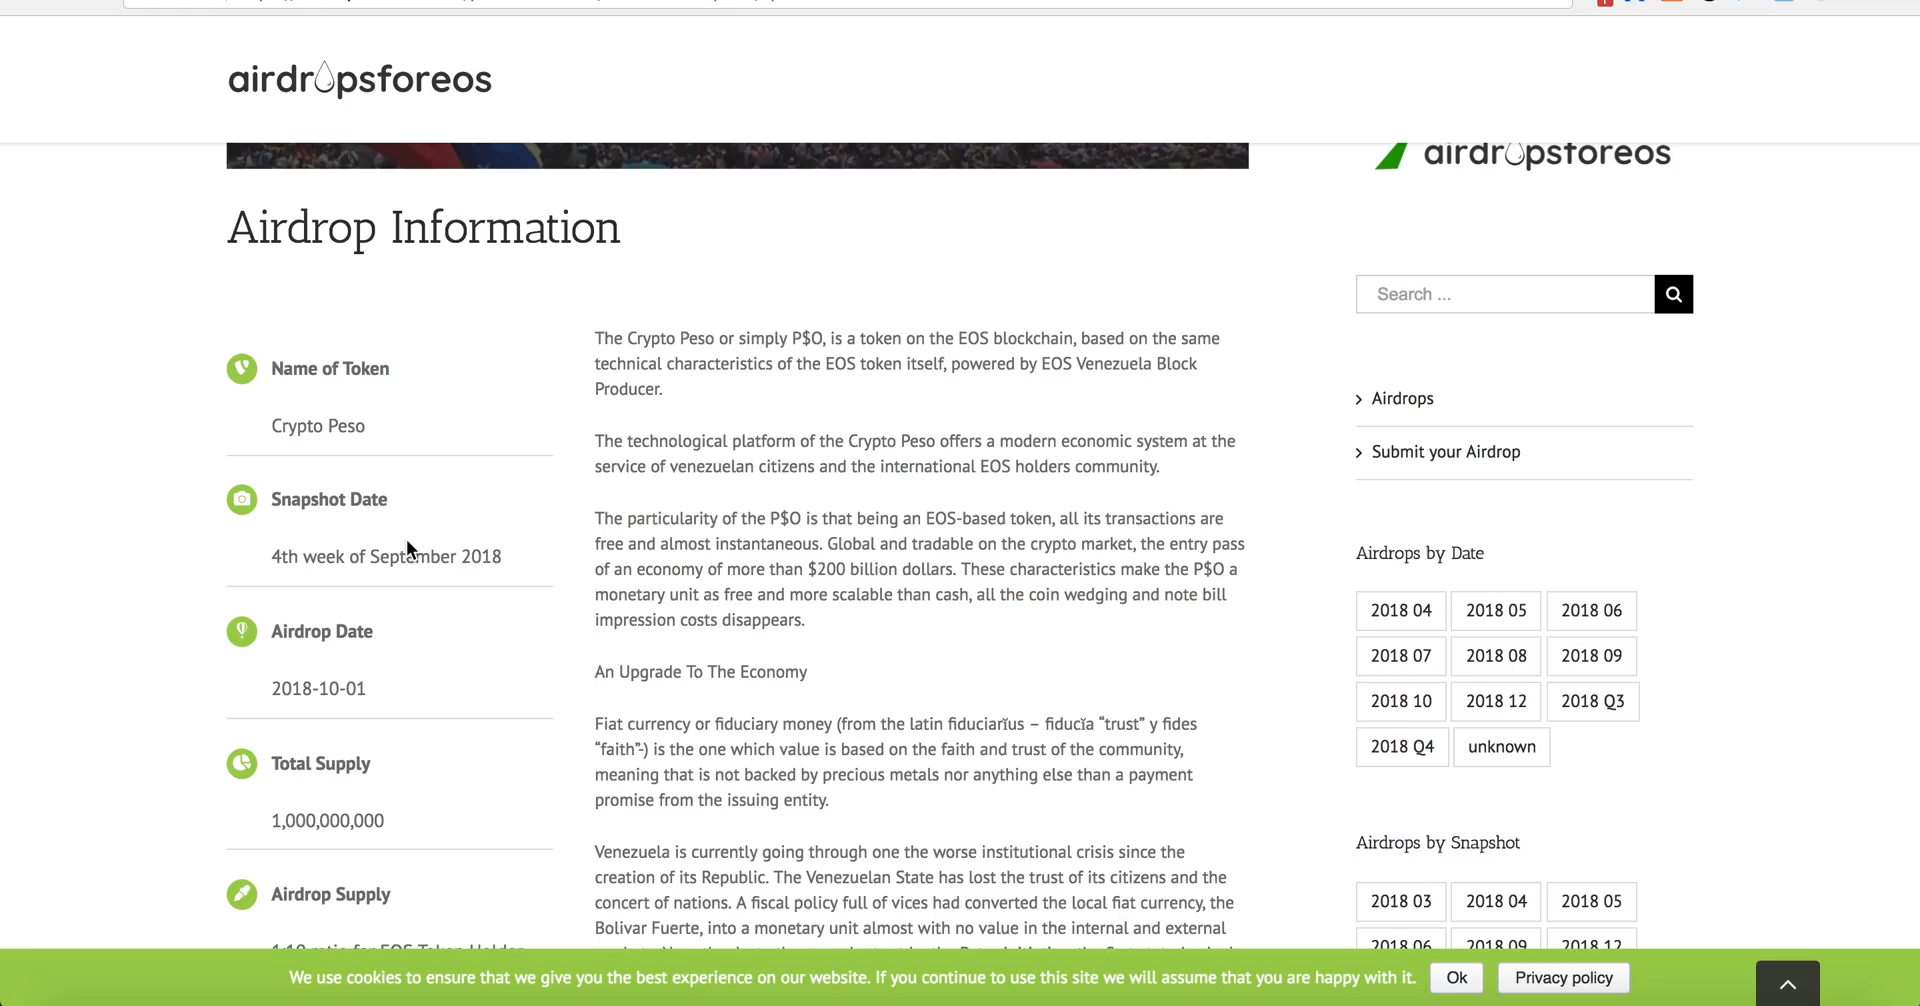 airdropsforeos
airdropsforeos
Airdrop Information
Search ...
Name of Token
Crypto Peso
Snapshot Date
4th week of September 2018
Airdrop Date
2018-10-01
Total Supply
1,000,000,000
Airdrop Supply
The Crypto Peso or simply P$O, is a token on the EOS blockchain, based on the same
technical characteristics of the EOS token itself, powered by EOS Venezuela Block
Producer.
The technological platform of the Crypto Peso offers a modern economic system at the
service of venezuelan citizens and the international EOS holders community.
The particularity of the P$O is that being an EOS-based token, all its transactions are
free and almost instantaneous. Global and tradable on the crypto market, the entry pass
of an economy of more than $200 billion dollars. These characteristics make the P$O a
monetary unit as free and more scalable than cash, all the coin wedging and note bill
impression costs disappears.
An Upgrade To The Economy
Fiat currency or fiduciary money (from the latin fiduciarĭus – fiducĭa “trust” y fides
“faith”-) is the one which value is based on the faith and trust of the community,
meaning that is not backed by precious metals nor anything else than a payment
promise from the issuing entity.
Venezuela is currently going through one the worse institutional crisis since the
creation of its Republic. The Venezuelan State has lost the trust of its citizens and the
concert of nations. A fiscal policy full of vices had converted the local fiat currency, the
Bolivar Fuerte, into a monetary unit almost with no value in the internal and external
Airdrops
Submit your Airdrop
Airdrops by Date
2018 04 2018 05 2018 06
2018 07 2018 08 2018 09
2018 10 2018 12 2018 Q3
2018 Q4 unknown
Airdrops by Snapshot
2018 03 2018 04 2018 05
2018 06 2018 09 2018 12
We use cookies to ensure that we give you the best experience on our website. If you continue to use this site we will assume that you are happy with it. Ok Privacy policy